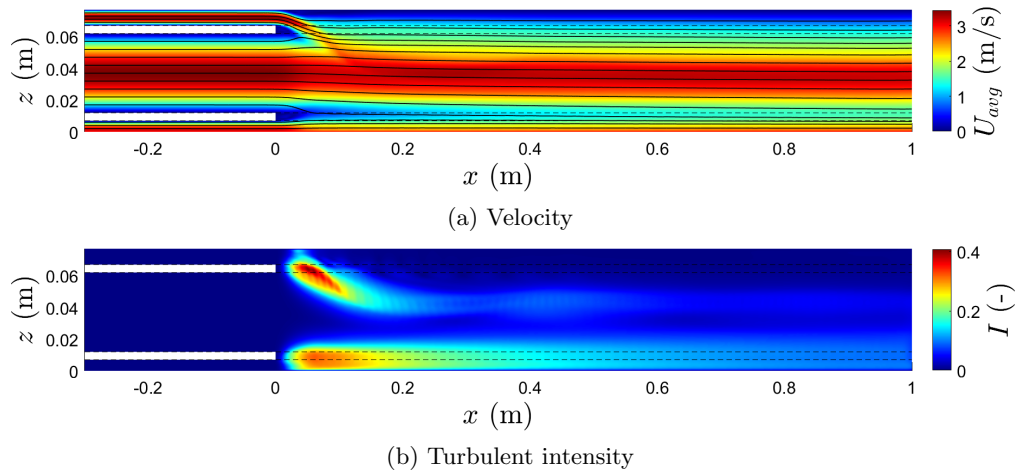 0.06
0.04
0.02
0
z (m)
-0.2 0 0.2 0.4 0.6 0.8 1
x (m)
3
2
1
0
U_avg (m/s)
(a) Velocity
0.06
0.04
0.02
0
z (m)
-0.2 0 0.2 0.4 0.6 0.8 1
x (m)
0.4
0.2
0
I (-)
(b) Turbulent intensity